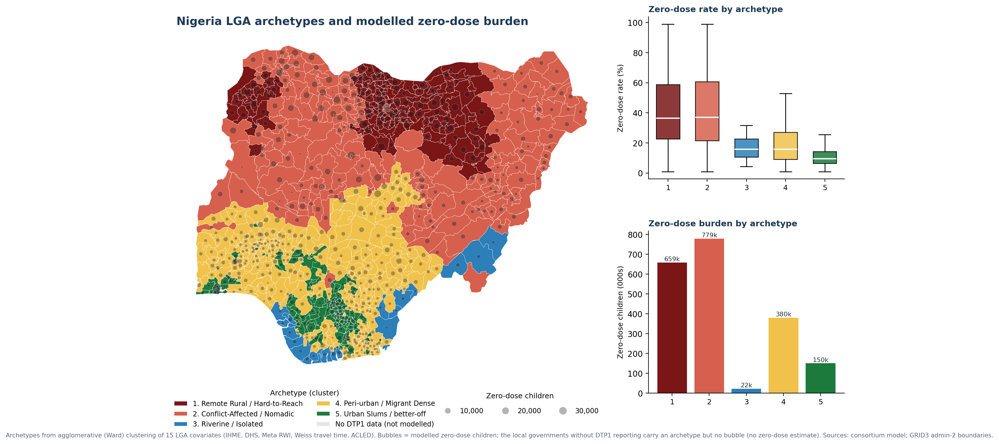 Nigeria LGA archetypes and modelled zero-dose burden
Archetype (cluster)
1. Remote Rural / Hard-to-Reach
2. Conflict-Affected / Nomadic
3. Riverine / Isolated
4. Peri-urban / Migrant Dense
5. Urban Slums / better-off
No DTP1 data (not modelled)
Zero-dose children
10,000
20,000
30,000
Zero-dose rate by archetype
Zero-dose rate (%)
100
80
60
40
20
0
1
2
3
4
5
Zero-dose burden by archetype
Zero-dose children (000s)
800
700
600
500
400
300
200
100
0
659k
779k
22k
380k
150k
1
2
3
4
5
Archetypes from agglomerative (Ward) clustering of 15 LGA covariates (IHME, DHS, Meta RWI, Weiss travel time, ACLED). Bubbles = modelled zero-dose children; the local governments without DTP1 reporting carry an archetype but no bubble (no zero-dose estimate). Sources: consortium model; GRID3 admin-2 boundaries.